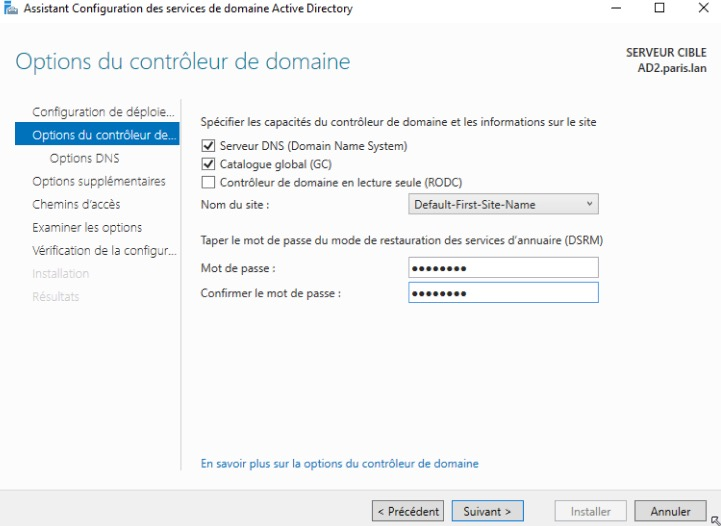 Assistant Configuration des services de domaine Active Directory
Options du contrôleur de domaine
SERVEUR CIBLE
AD2.paris.lan
Configuration de déploie...
Options du contrôleur de...
Options DNS
Options supplémentaires
Chemins d'accès
Examiner les options
Vérification de la configur...
Installation
Résultats
Spécifier les capacités du contrôleur de domaine et les informations sur le site
Serveur DNS (Domain Name System)
Catalogue global (GC)
Contrôleur de domaine en lecture seule (RODC)
Nom du site : Default-First-Site-Name
Taper le mot de passe du mode de restauration des services d'annuaire (DSRM)
Mot de passe : ●●●●●●●●
Confirmer le mot de passe : ●●●●●●●●
En savoir plus sur la options du contrôleur de domaine
< Précédent Suivant > Installer Annuler